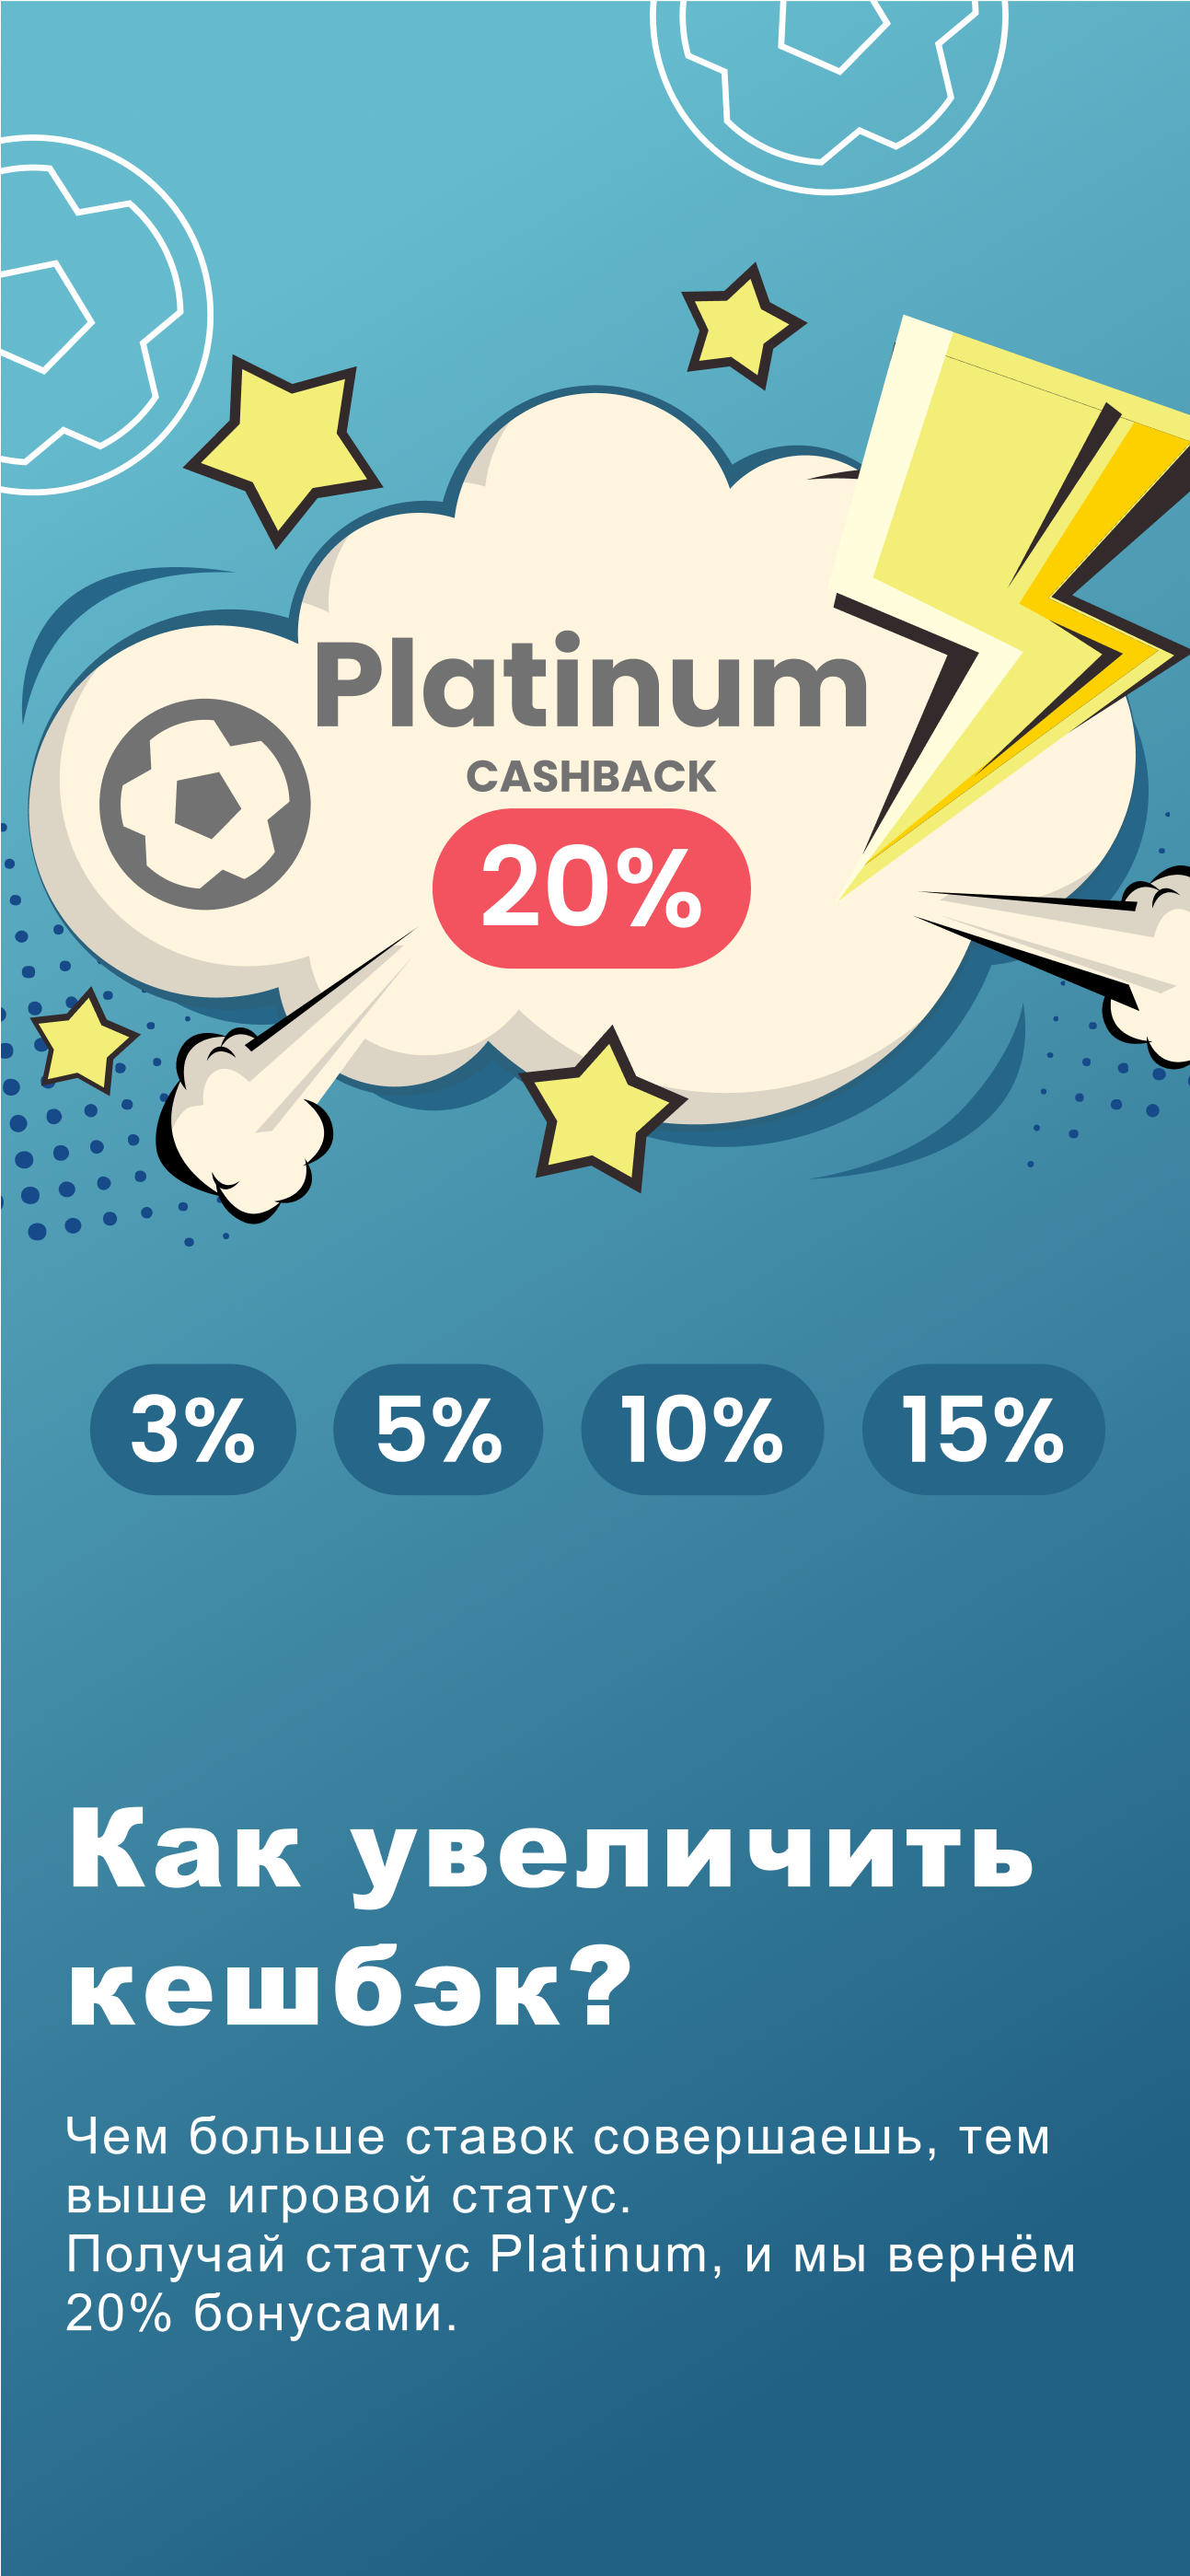 Platinum
CASHBACK
20%
3% 5% 10% 15%
Как увеличить
кешбэк?
Чем больше ставок совершаешь, тем
выше игровой статус.
Получай статус Platinum, и мы вернём
20% бонусами.